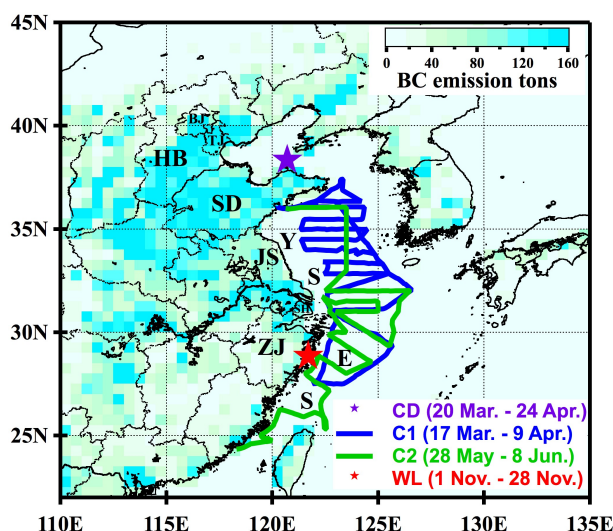 45N
40N
35N
30N
25N
0 40 80 120 160
BC emission tons
BJ
TJ
HB
SD
Y
JS
S
SH
ZJ
E
S
CD (20 Mar. - 24 Apr.)
C1 (17 Mar. - 9 Apr.)
C2 (28 May - 8 Jun.)
WL (1 Nov. - 28 Nov.)
110E 115E 120E 125E 130E 135E